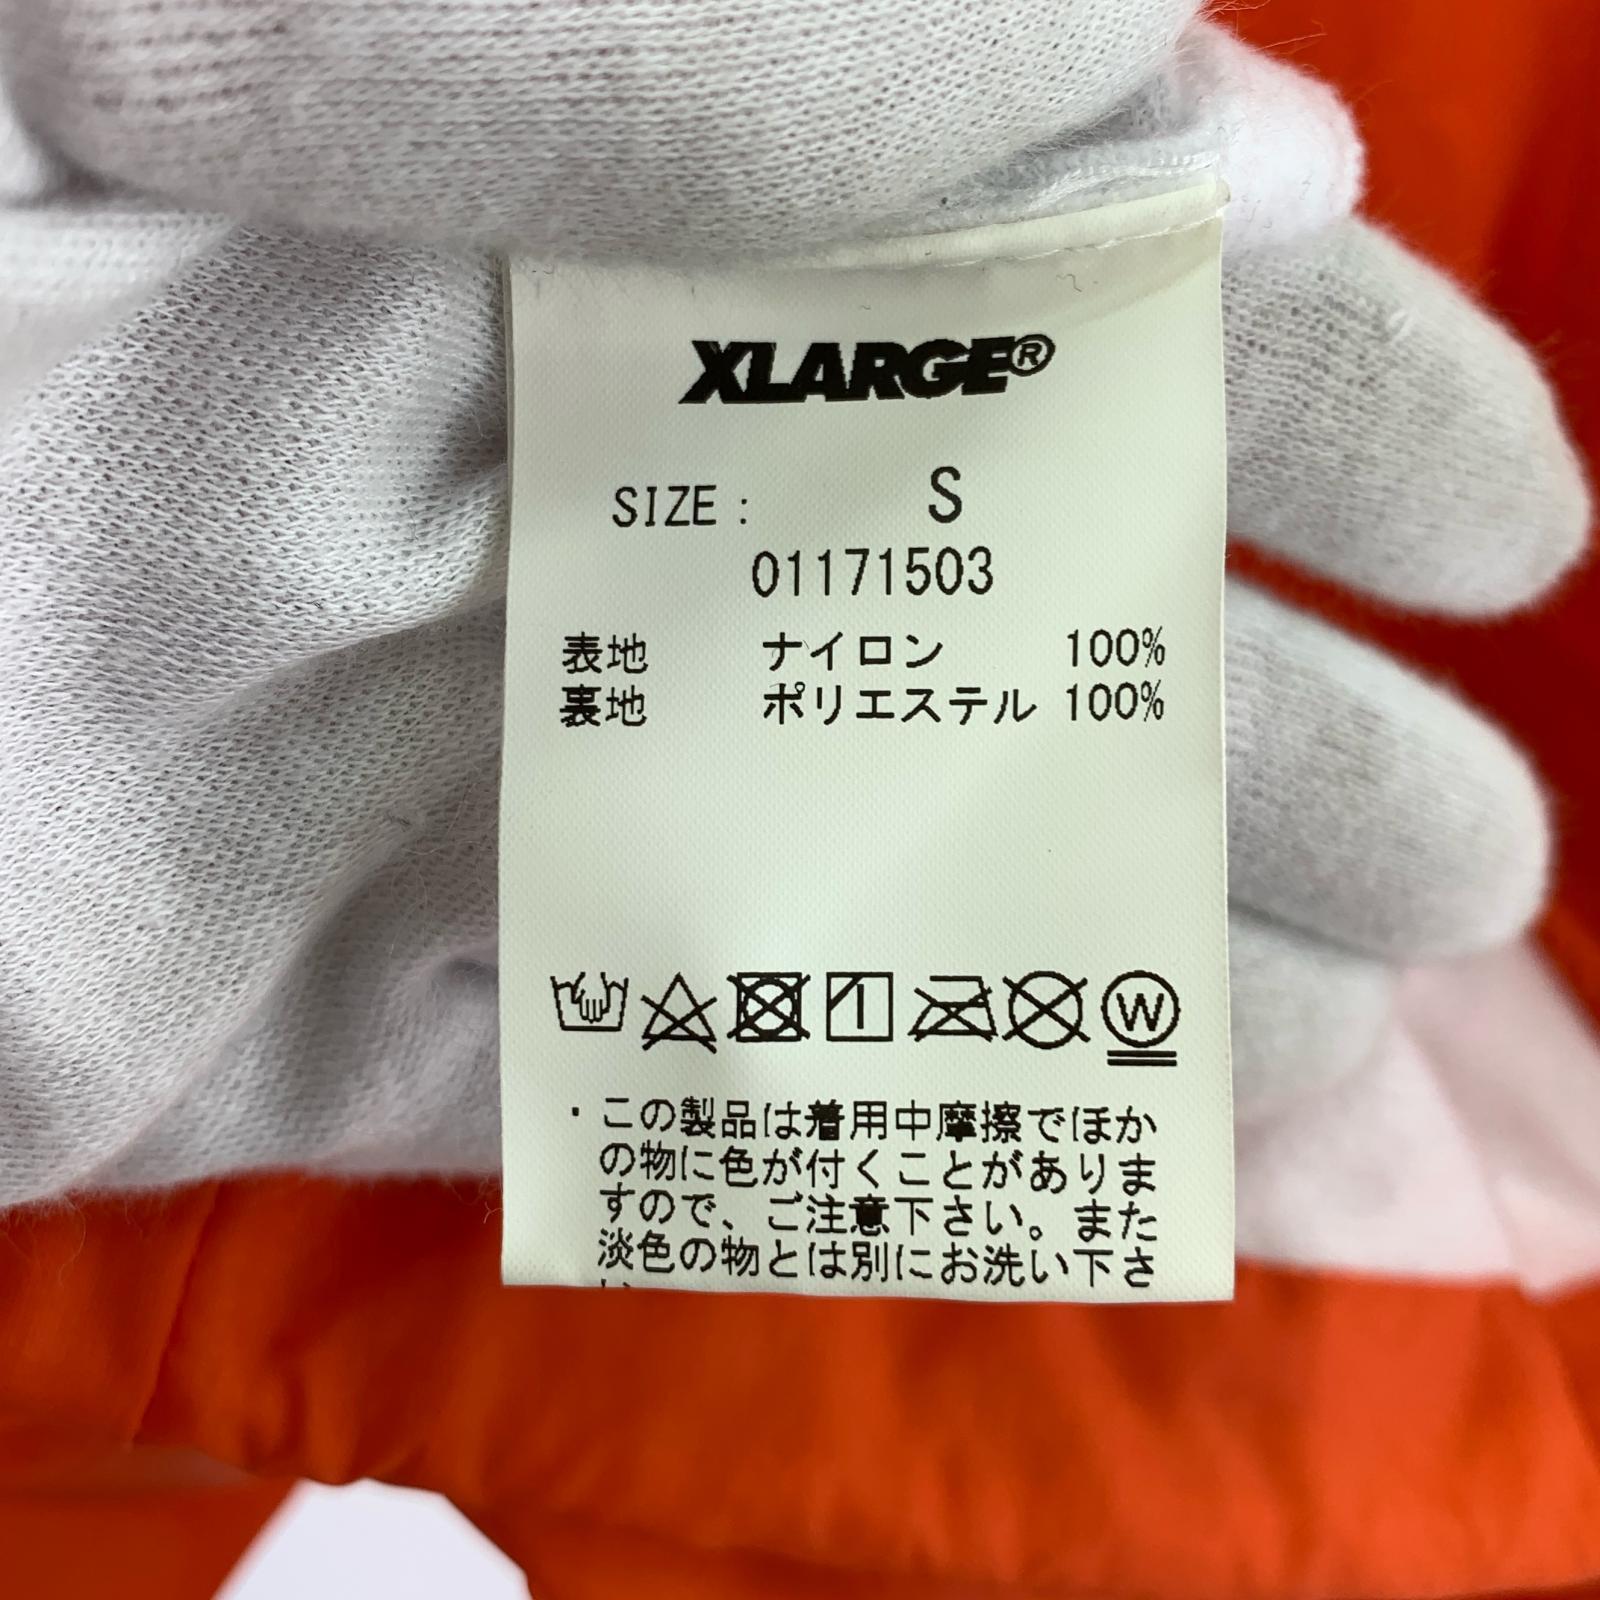 XLARGE®
SIZE : S
01171503
表地 ナイロン 100%
裏地 ポリエステル 100%
W
・この製品は着用中摩擦でほか
の物に色が付くことがありま
すので、ご注意下さい。また
淡色の物とは別にお洗い下さ